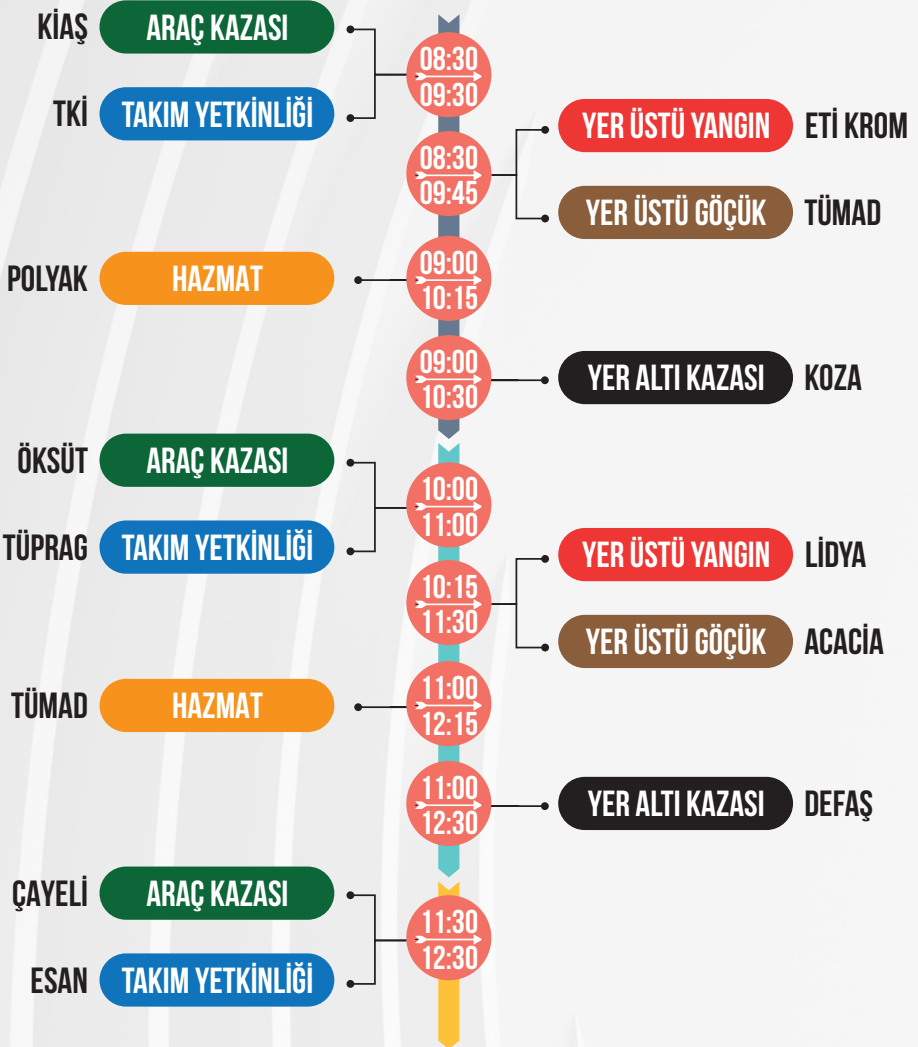 KİAŞ ARAÇ KAZASI
08:30
09:30
TKİ TAKIM YETKİNLİĞİ
YER ÜSTÜ YANGIN ETİ KROM
08:30
09:45
YER ÜSTÜ GÖÇÜK TÜMAD
POLYAK HAZMAT
09:00
10:15
09:00
10:30
YER ALTI KAZASI KOZA
ÖKSÜT ARAÇ KAZASI
10:00
11:00
TÜPRAG TAKIM YETKİNLİĞİ
YER ÜSTÜ YANGIN LİDYA
10:15
11:30
YER ÜSTÜ GÖÇÜK ACACİA
TÜMAD HAZMAT
11:00
12:15
11:00
12:30
YER ALTI KAZASI DEFAŞ
ÇAYELİ ARAÇ KAZASI
11:30
12:30
ESAN TAKIM YETKİNLİĞİ